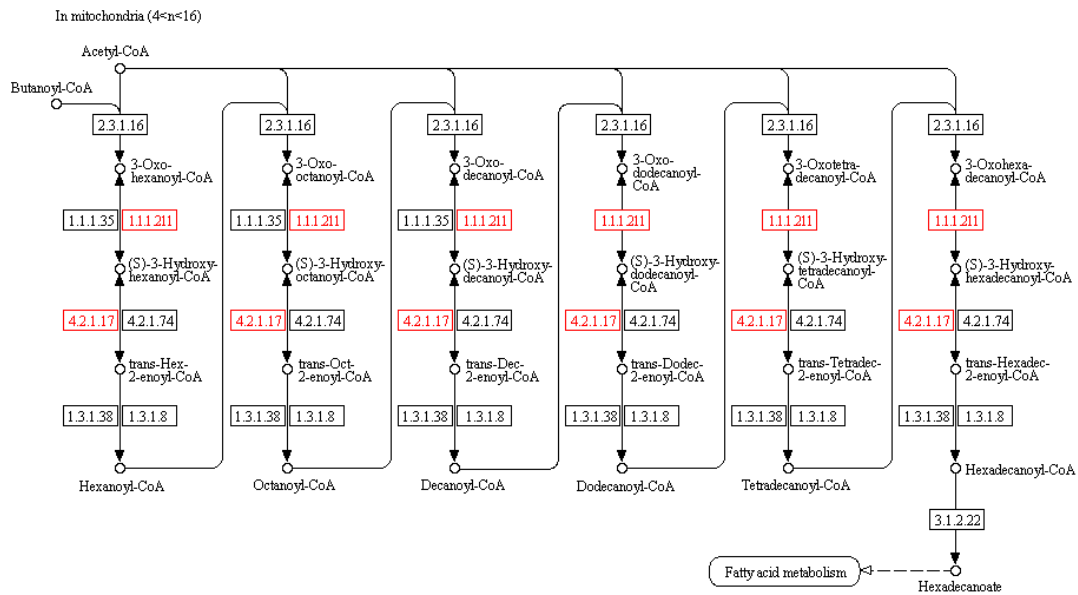 In mitochondria (4<n<16)
Acetyl-CoA
Butanoyl-CoA
2.3.1.16 2.3.1.16 2.3.1.16 2.3.1.16 2.3.1.16 2.3.1.16
3-Oxo-
hexanoyl-CoA
3-Oxo-
octanoyl-CoA
3-Oxo-
decanoyl-CoA
3-Oxo-
dodecanoyl-
CoA
3-Oxotetra-
decanoyl-CoA
3-Oxohexa-
decanoyl-CoA
1.1.1.35 1.1.1.211 1.1.1.35 1.1.1.211 1.1.1.35 1.1.1.211 1.1.1.211 1.1.1.211 1.1.1.211
(S)-3-Hydroxy-
hexanoyl-CoA
(S)-3-Hydroxy-
octanoyl-CoA
(S)-3-Hydroxy-
decanoyl-CoA
(S)-3-Hydroxy-
dodecanoyl-
CoA
(S)-3-Hydroxy-
tetradecanoyl-
CoA
(S)-3-Hydroxy-
hexadecanoyl-CoA
4.2.1.17 4.2.1.74 4.2.1.17 4.2.1.74 4.2.1.17 4.2.1.74 4.2.1.17 4.2.1.74 4.2.1.17 4.2.1.74 4.2.1.17 4.2.1.74
trans-Hex-
2-enoyl-CoA
trans-Oct-
2-enoyl-CoA
trans-Dec-
2-enoyl-CoA
trans-Dodec-
2-enoyl-CoA
trans-Tetradec-
2-enoyl-CoA
trans-Hexadec-
2-enoyl-CoA
1.3.1.38 1.3.1.8 1.3.1.38 1.3.1.8 1.3.1.38 1.3.1.8 1.3.1.38 1.3.1.8 1.3.1.38 1.3.1.8 1.3.1.38 1.3.1.8
Hexanoyl-CoA
Octanoyl-CoA
Decanoyl-CoA
Dodecanoyl-CoA
Tetradecanoyl-CoA
Hexadecanoyl-CoA
3.1.2.22
Fatty acid metabolism
Hexadecanoate